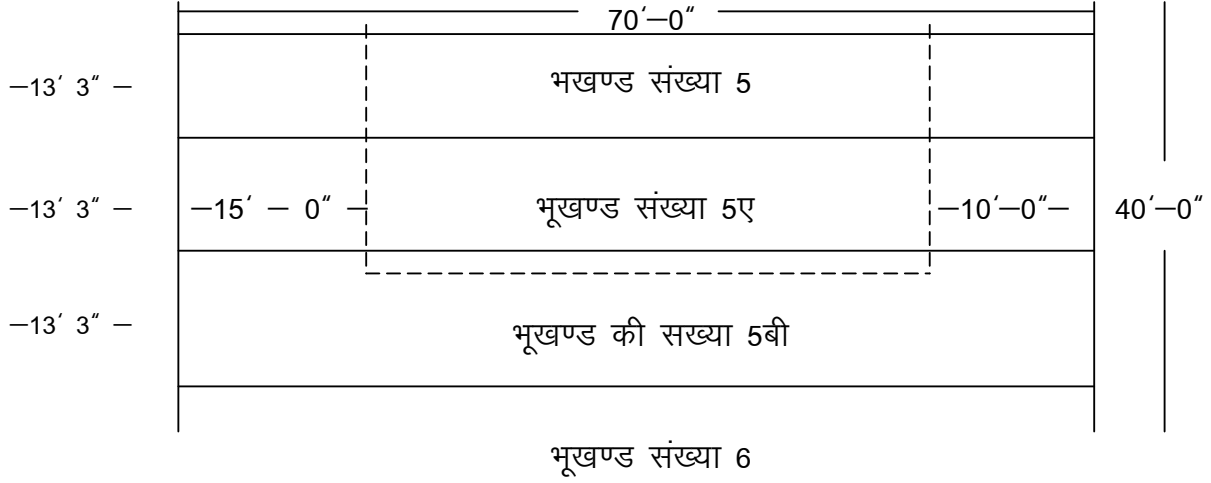 70‘–0“
–13‘ 3“ –
भखण्ड संख्या 5
–13‘ 3“ –
–15‘ – 0“ –
भूखण्ड संख्या 5ए
–10‘–0“–
40‘–0“
–13‘ 3“ –
भूखण्ड की सख्या 5बी
भूखण्ड संख्या 6